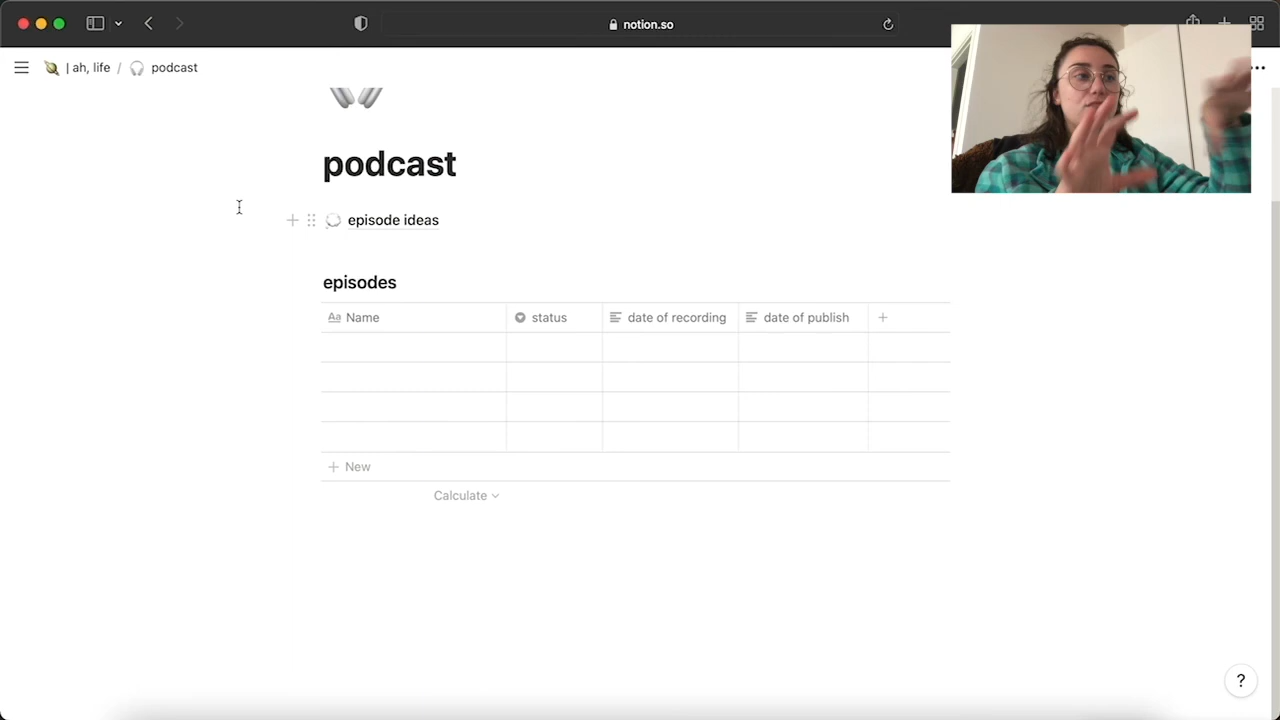 notion.so
| ah, life / podcast
podcast
episode ideas
episodes
Aa Name status date of recording date of publish
New
Calculate
?